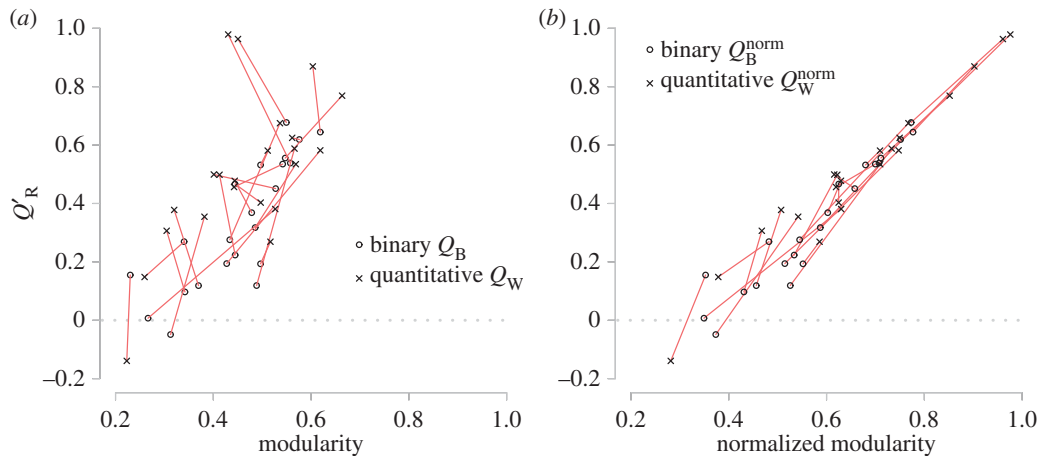 (a)
1.0
0.8
0.6
0.4
0.2
0
–0.2
Q′R
binary QB
quantitative QW
0.2
0.4
0.6
0.8
1.0
modularity
(b)
binary QBnorm
quantitative QWnorm
1.0
0.8
0.6
0.4
0.2
0
–0.2
0.2
0.4
0.6
0.8
1.0
normalized modularity